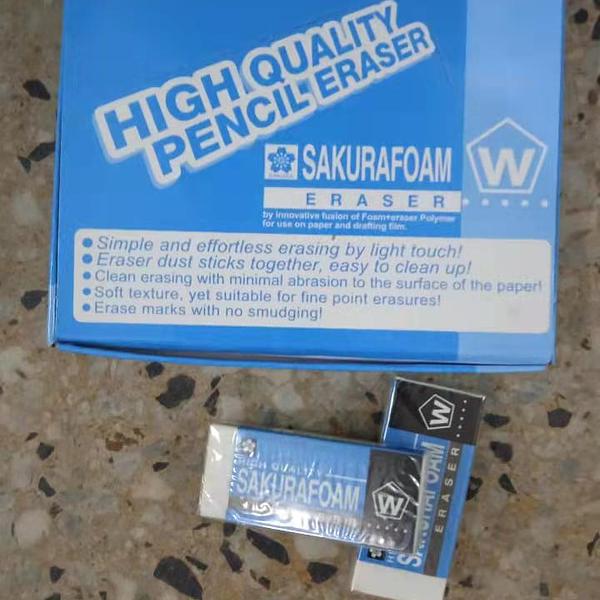 HIGH QUALITY
PENCIL ERASER
SAKURAFOAM
W
ERASER
by innovative fusion of Foam+eraser Polymer
for use on paper and drafting film.
Simple and effortless erasing by light touch!
Eraser dust sticks together, easy to clean up!
Clean erasing with minimal abrasion to the surface of the paper!
Soft texture, yet suitable for fine point erasures!
Erase marks with no smudging!
HIGH QUALITY
SAKURAFOAM
W
W
SAKURAFOAM
ERASER